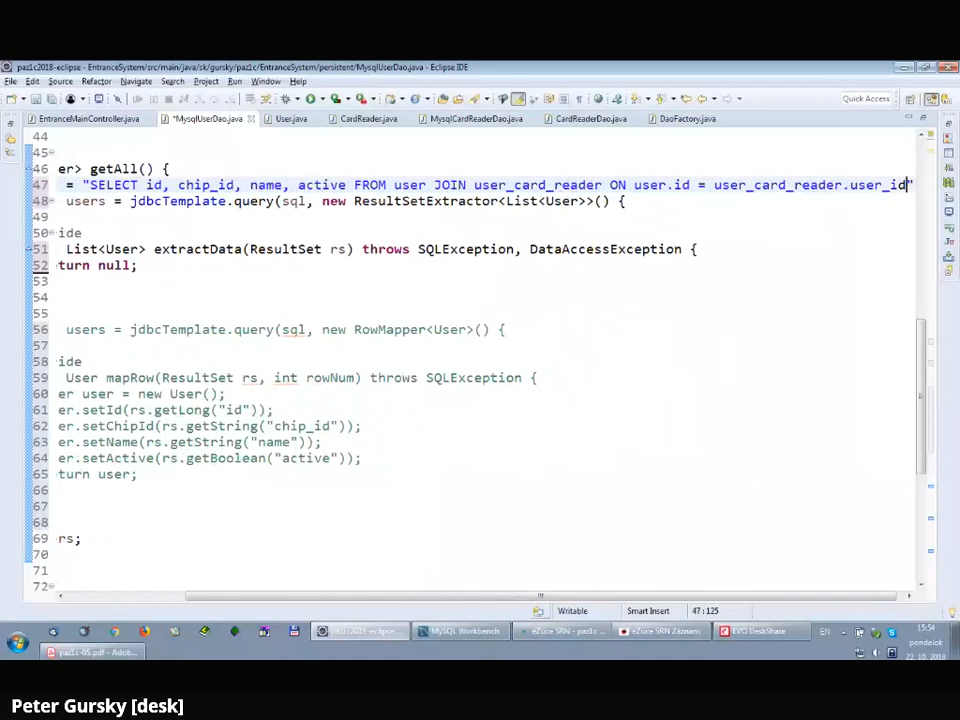 paz1c2018-eclipse - EntranceSystem/src/main/java/sk/gursky/paz1c/EntranceSystem/persistent/MysqlUserDao.java - Eclipse IDE
File Edit Source Refactor Navigate Search Project Run Window Help
Quick Access
EntranceMainController.java *MysqlUserDao.java User.java CardReader.java MysqlCardReaderDao.java CardReaderDao.java DaoFactory.java
44
45
46 er> getAll() {
47 = "SELECT id, chip_id, name, active FROM user JOIN user_card_reader ON user.id = user_card_reader.user_id"
48 users = jdbcTemplate.query(sql, new ResultSetExtractor<List<User>>() {
49
50 ide
51 List<User> extractData(ResultSet rs) throws SQLException, DataAccessException {
52 turn null;
53
54
55
56 users = jdbcTemplate.query(sql, new RowMapper<User>() {
57
58 ide
59 User mapRow(ResultSet rs, int rowNum) throws SQLException {
60 er user = new User();
61 er.setId(rs.getLong("id"));
62 er.setChipId(rs.getString("chip_id"));
63 er.setName(rs.getString("name"));
64 er.setActive(rs.getBoolean("active"));
65 turn user;
66
67
68
69 rs;
70
71
72
Writable Smart Insert 47 : 125
paz1c2018-eclipse... MySQL Workbench eZúce SRN - paz1c ... eZúce SRN Záznam EVO DeskShare EN 15:54
pondelok
22. 10. 2018
paz1c-05.pdf - Adob...
Peter Gursky [desk]